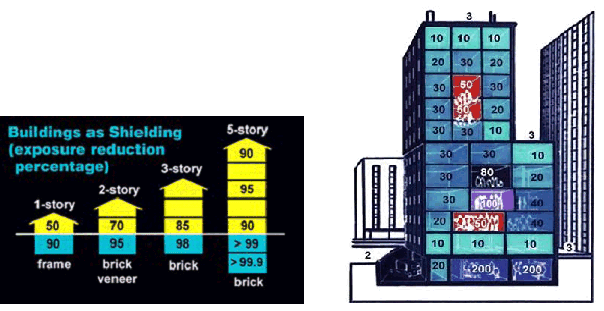 Buildings as Shielding
(exposure reduction
percentage)
5-story
90
3-story
95
2-story
1-story
50 70 85 90
90 95 98 > 99
> 99.9
frame brick brick brick
veneer
3
10 10 10
20 30 20
30 30
30 50 20
30 30 10
3
30 30 10
30 80 20
30 100 40
20 50 40
10 10 10
2 3
20 200 200